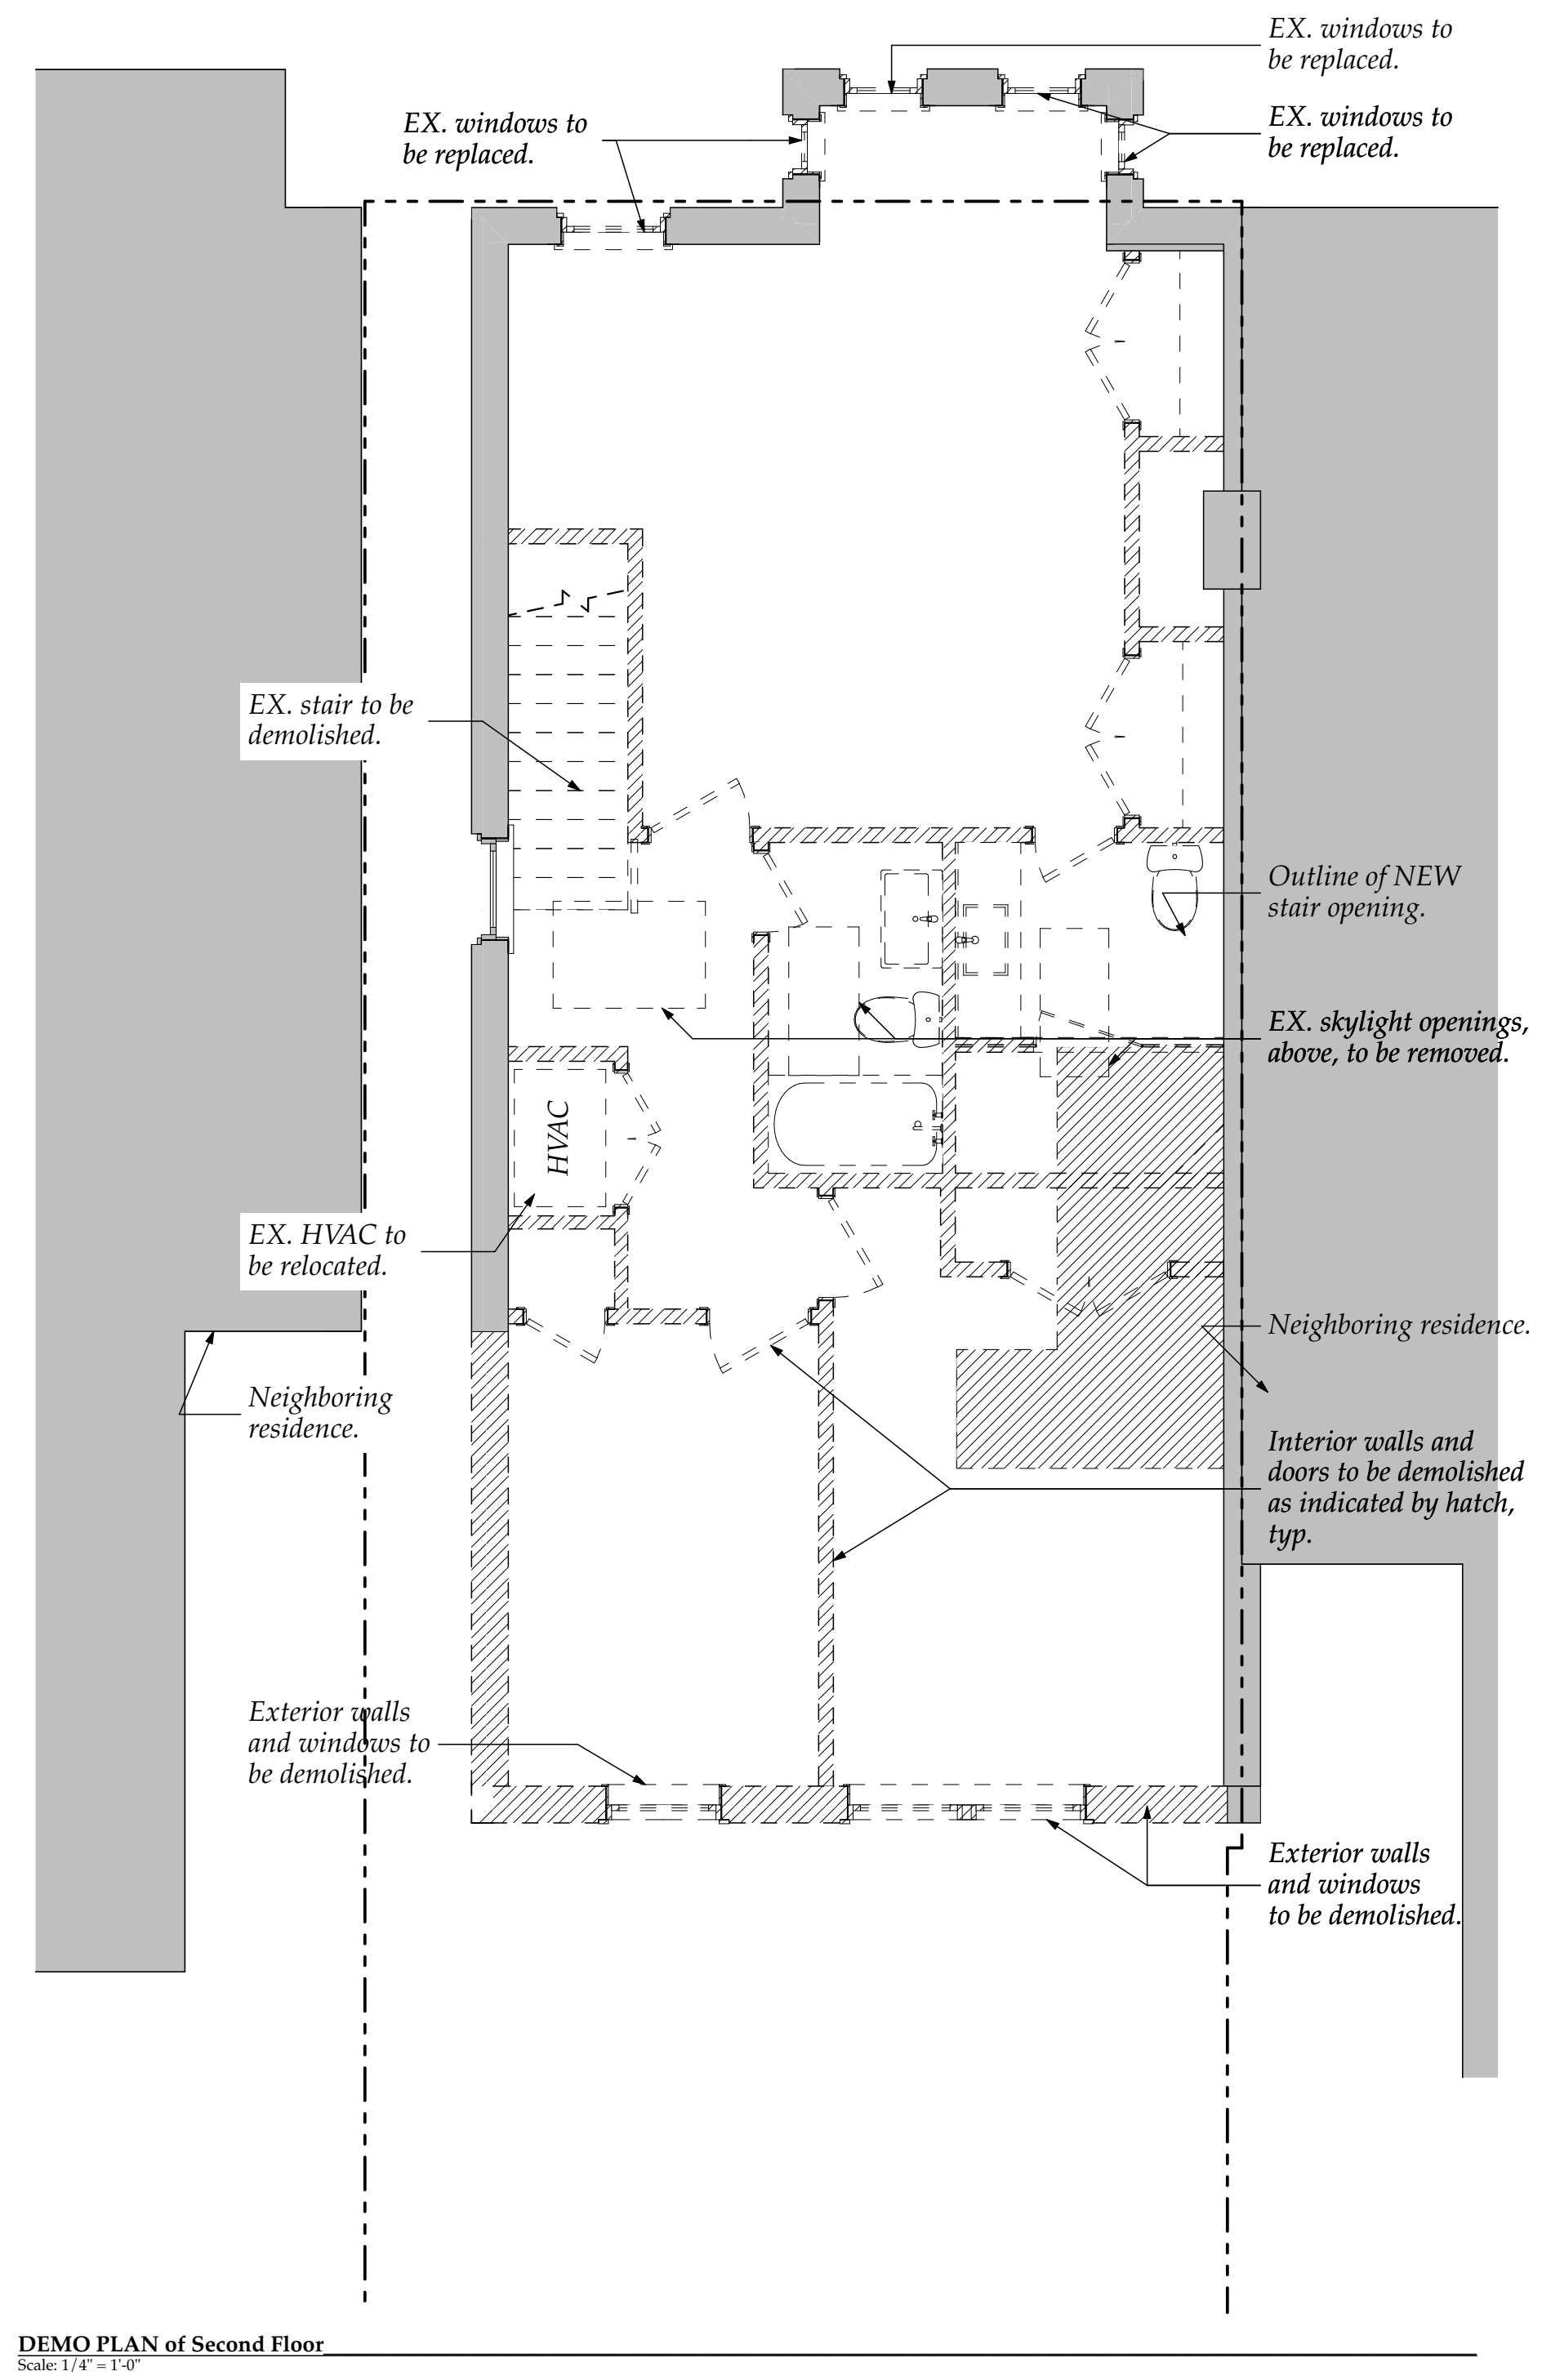 EX. windows to
be replaced.
EX. windows to
be replaced.
EX. windows to
be replaced.
EX. stair to be
demolished.
Outline of NEW
stair opening.
EX. skylight openings,
above, to be removed.
HVAC
EX. HVAC to
be relocated.
Neighboring residence.
Neighboring
residence.
Interior walls and
doors to be demolished
as indicated by hatch,
typ.
Exterior walls
and windows to
be demolished.
Exterior walls
and windows
to be demolished.
DEMO PLAN of Second Floor
Scale: 1/4" = 1'-0"